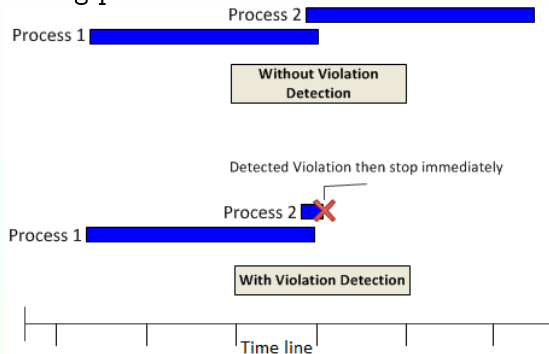 Process 2
Process 1
Without Violation
Detection
Detected Violation then stop immediately
Process 2
Process 1
With Violation Detection
Time line